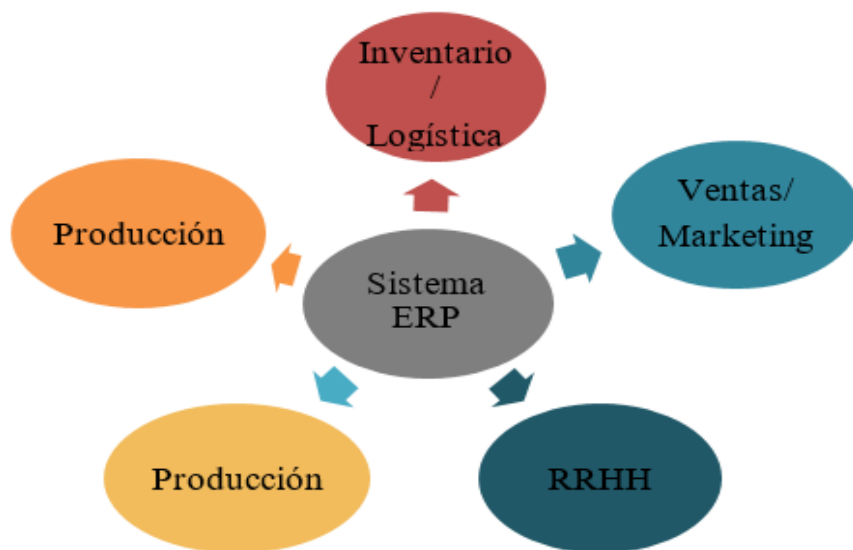 Inventario
/
Logística
Ventas/
Marketing
Producción
Sistema
ERP
Producción
RRHH